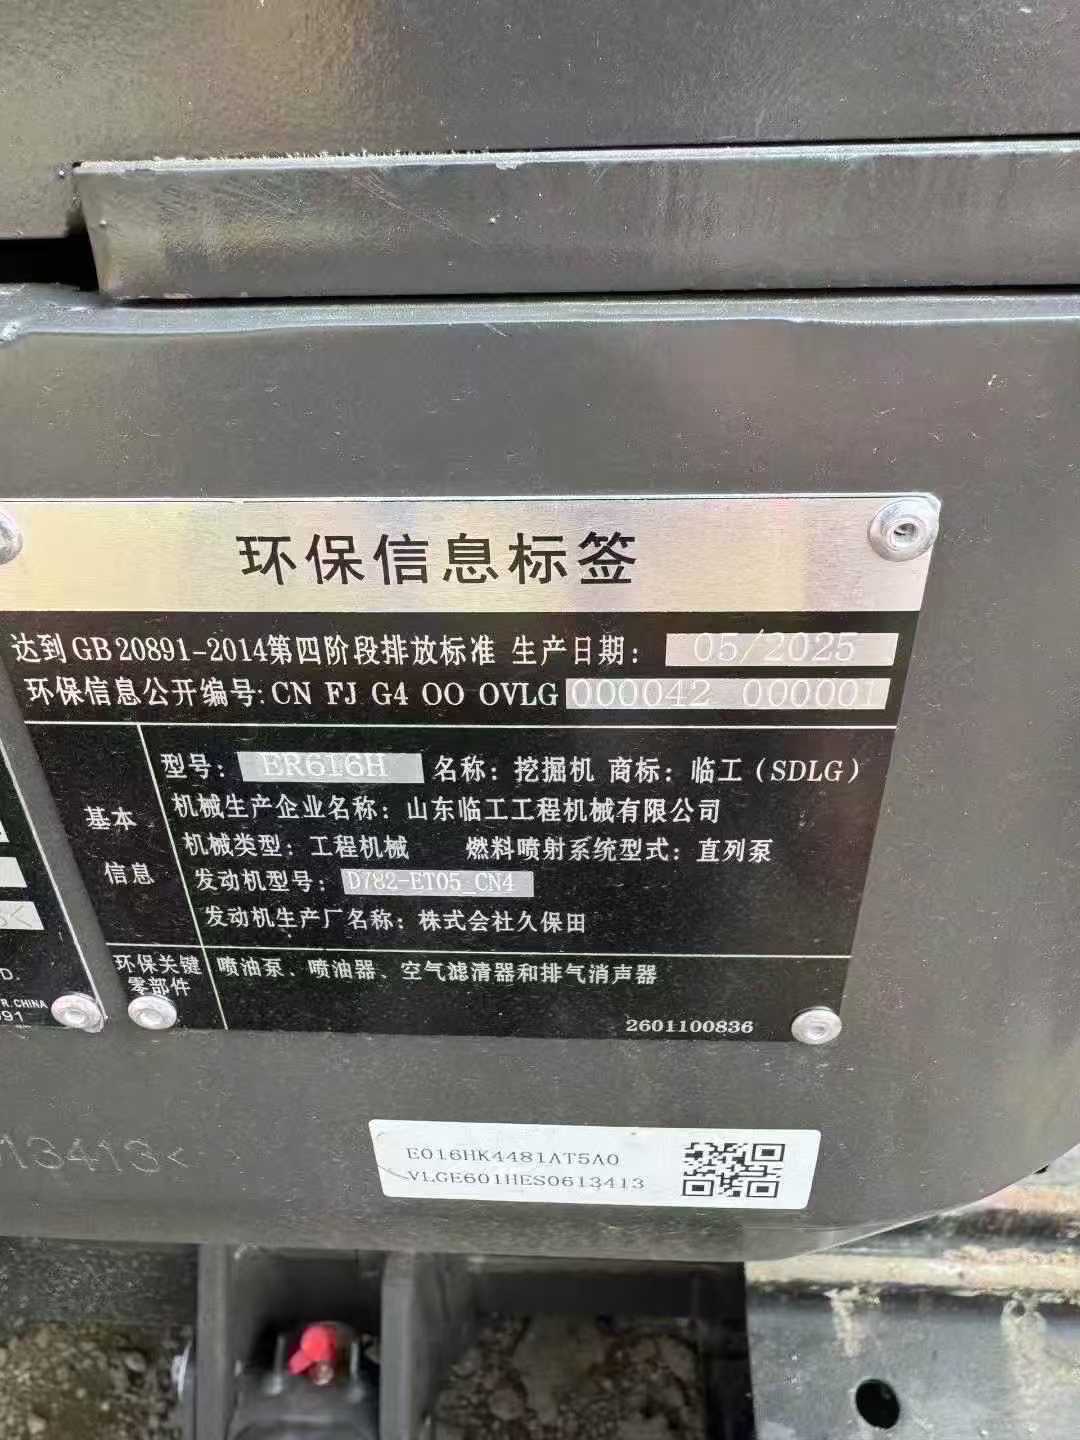 环保信息标签
达到GB 20891-2014第四阶段排放标准 生产日期: 05/2025
环保信息公开编号: CN FJ G4 OO OVLG 000042 000001
基本
信息
型号: ER616H 名称: 挖掘机 商标: 临工 (SDLG)
机械生产企业名称: 山东临工工程机械有限公司
机械类型: 工程机械 燃料喷射系统型式: 直列泵
发动机型号: D782-ET05_CN4
发动机生产厂名称: 株式会社久保田
环保关键
零部件
喷油泵、喷油器、空气滤清器和排气消声器
2601100836
D.
R.CHINA
91
13413<
E016HK4481AT5A0
VLGE601HES0613413